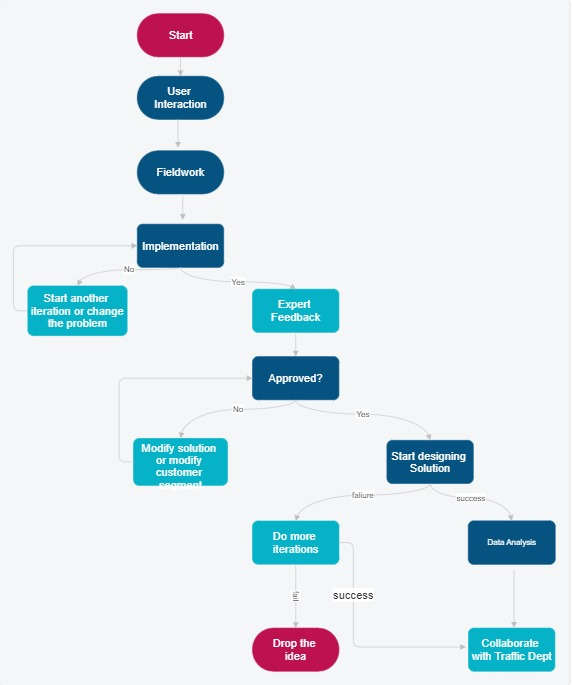 Start
User
Interaction
Fieldwork
Implementation
No
Yes
Start another
iteration or change
the problem
Expert
Feedback
Approved?
No
Yes
Modify solution
or modify
customer
segment
Start designing
Solution
faliure
success
Do more
iterations
Data Analysis
fail
success
Drop the
idea
Collaborate
with Traffic Dept